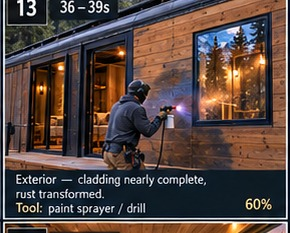 13
36–39s
Exterior — cladding nearly complete,
rust transformed.
Tool: paint sprayer / drill
60%